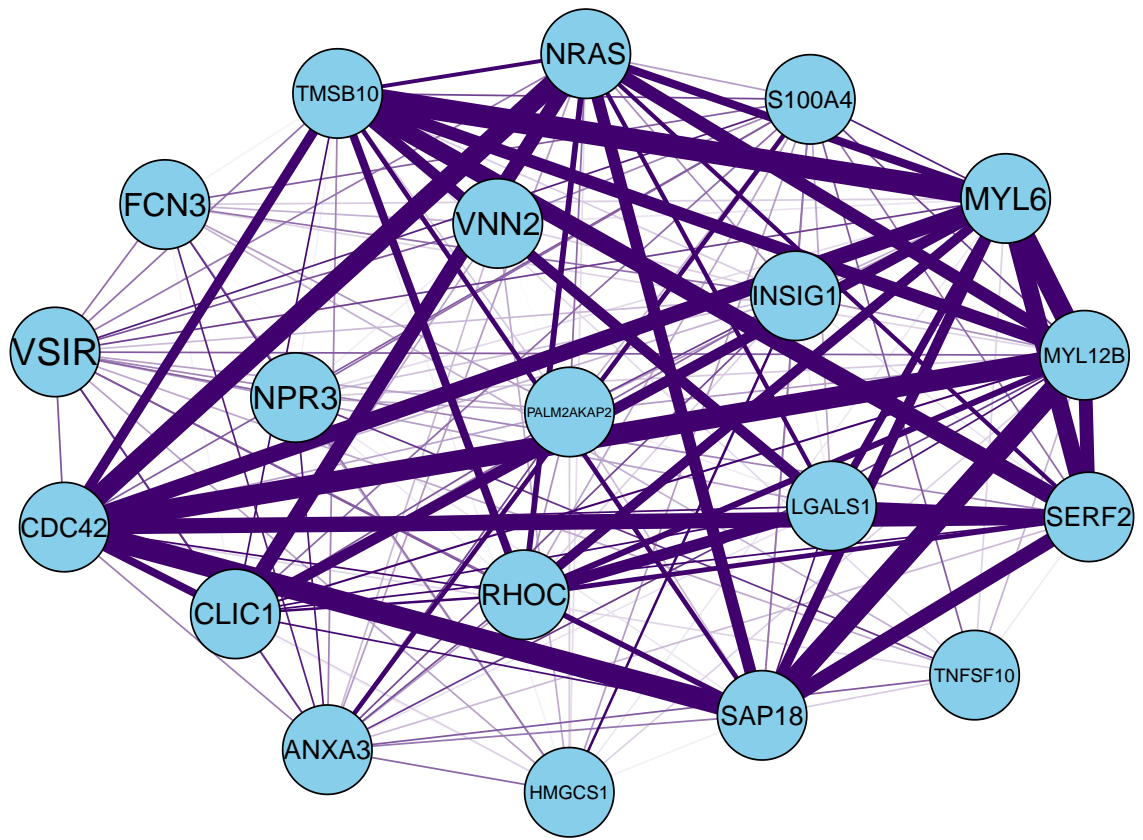 NRAS
TMSB10
S100A4
FCN3
MYL6
VNN2
INSIG1
VSIR
MYL12B
NPR3
PALM2AKAP2
LGALS1
SERF2
CDC42
RHOC
CLIC1
TNFSF10
SAP18
ANXA3
HMGCS1